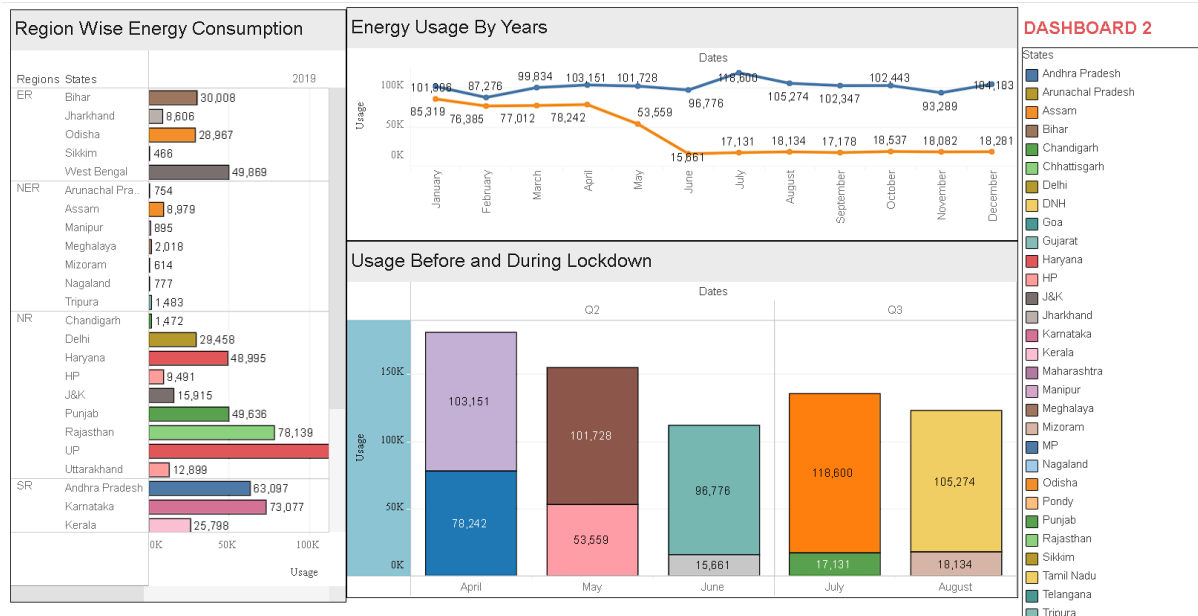 Region Wise Energy Consumption
Regions States
2019
ER
Bihar 30,008
Jharkhand 8,606
Odisha 28,967
Sikkim 466
West Bengal 49,869
NER
Arunachal Pra.. 754
Assam 8,979
Manipur 895
Meghalaya 2,018
Mizoram 614
Nagaland 777
Tripura 1,483
NR
Chandigarh 1,472
Delhi 29,458
Haryana 48,995
HP 9,491
J&K 15,915
Punjab 49,636
Rajasthan 78,139
UP
Uttarakhand 12,899
SR
Andhra Pradesh 63,097
Karnataka 73,077
Kerala 25,798
0K 50K 100K
Usage
Energy Usage By Years
Dates
Usage
100K
50K
0K
87,276 99,834 103,151 101,728 96,776 118,600 105,274 102,347 102,443 93,289 104,183
85,319 76,385 77,012 78,242 53,559 15,661 17,131 18,134 17,178 18,537 18,082 18,281
January February March April May June July August September October November December
Usage Before and During Lockdown
Dates
Q2 Q3
Usage
150K
100K
50K
0K
103,151 101,728 96,776 118,600 105,274
78,242 53,559 15,661 17,131 18,134
April May June July August
DASHBOARD 2
States
Andhra Pradesh
Arunachal Pradesh
Assam
Bihar
Chandigarh
Chhattisgarh
Delhi
DNH
Goa
Gujarat
Haryana
HP
J&K
Jharkhand
Karnataka
Kerala
Maharashtra
Manipur
Meghalaya
Mizoram
MP
Nagaland
Odisha
Pondy
Punjab
Rajasthan
Sikkim
Tamil Nadu
Telangana
Tripura